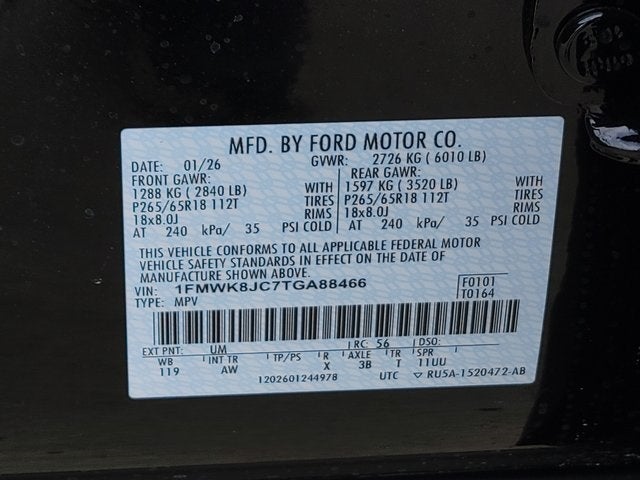 MFD. BY FORD MOTOR CO.
DATE: 01/26 GVWR: 2726 KG ( 6010 LB)
FRONT GAWR: REAR GAWR:
1288 KG ( 2840 LB) WITH 1597 KG ( 3520 LB) WITH
P265/65R18 112T TIRES P265/65R18 112T TIRES
18x8.0J RIMS 18x8.0J RIMS
AT 240 kPa/ 35 PSI COLD AT 240 kPa/ 35 PSI COLD
THIS VEHICLE CONFORMS TO ALL APPLICABLE FEDERAL MOTOR
VEHICLE SAFETY STANDARDS IN EFFECT ON THE DATE OF
MANUFACTURE SHOWN ABOVE.
VIN: 1FMWK8JC7TGA88466 F0101
TYPE: MPV T0164
EXT PNT: UM RC: 56 DSO:
WB INT TR TP/PS R AXLE TR SPR
119 AW X 3B T 11UU
1202601244978 UTC RU5A-1520472-AB